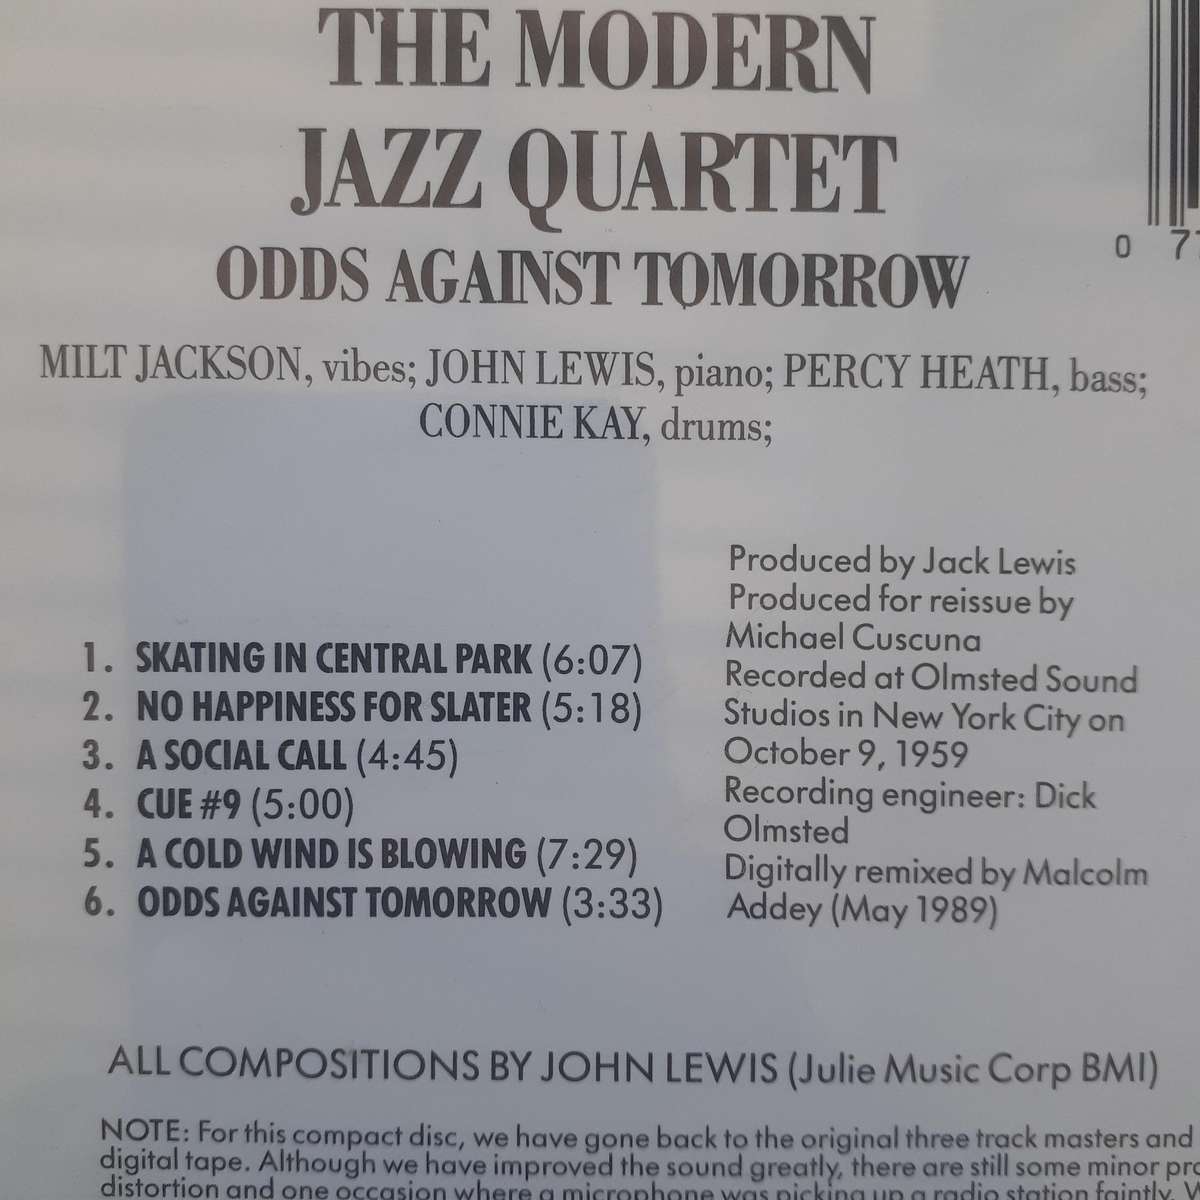 THE MODERN
JAZZ QUARTET
ODDS AGAINST TOMORROW
0 7
MILT JACKSON, vibes; JOHN LEWIS, piano; PERCY HEATH, bass;
CONNIE KAY, drums;
1. SKATING IN CENTRAL PARK (6:07)
2. NO HAPPINESS FOR SLATER (5:18)
3. A SOCIAL CALL (4:45)
4. CUE #9 (5:00)
5. A COLD WIND IS BLOWING (7:29)
6. ODDS AGAINST TOMORROW (3:33)
Produced by Jack Lewis
Produced for reissue by
Michael Cuscuna
Recorded at Olmsted Sound
Studios in New York City on
October 9, 1959
Recording engineer: Dick
Olmsted
Digitally remixed by Malcolm
Addey (May 1989)
ALL COMPOSITIONS BY JOHN LEWIS (Julie Music Corp BMI)
NOTE: For this compact disc, we have gone back to the original three track masters and
digital tape. Although we have improved the sound greatly, there are still some minor
distortion and one occasion where a microphone was picking up a radio station faintly.